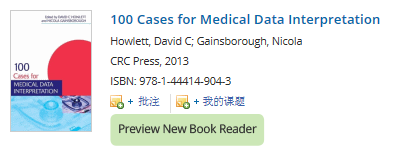 Edited by DAVID C. HOWLETT
and NICOLA GAINSBOROUGH
100
Cases for
MEDICAL DATA
INTERPRETATION
100 Cases for Medical Data Interpretation
Howlett, David C; Gainsborough, Nicola
CRC Press, 2013
ISBN: 978-1-44414-904-3
+ 批注 + 我的课题
Preview New Book Reader